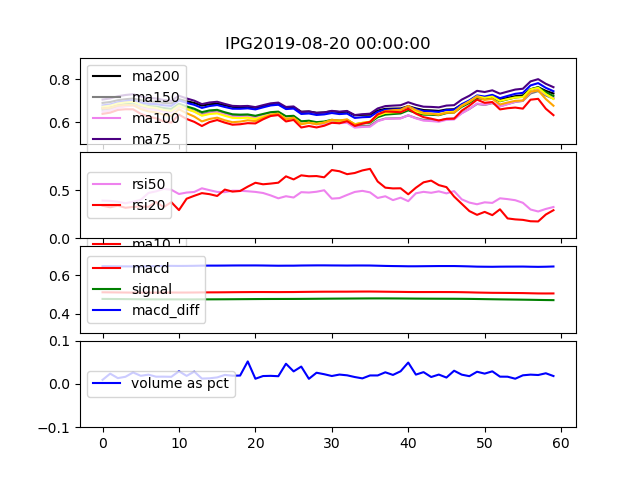 IPG2019-08-20 00:00:00
0.8
0.6
ma200
ma150
ma100
ma75
0.5
0.0
rsi50
rsi20
ma10
0.6
0.4
macd
signal
macd_diff
0.1
0.0
−0.1
volume as pct
0 10 20 30 40 50 60